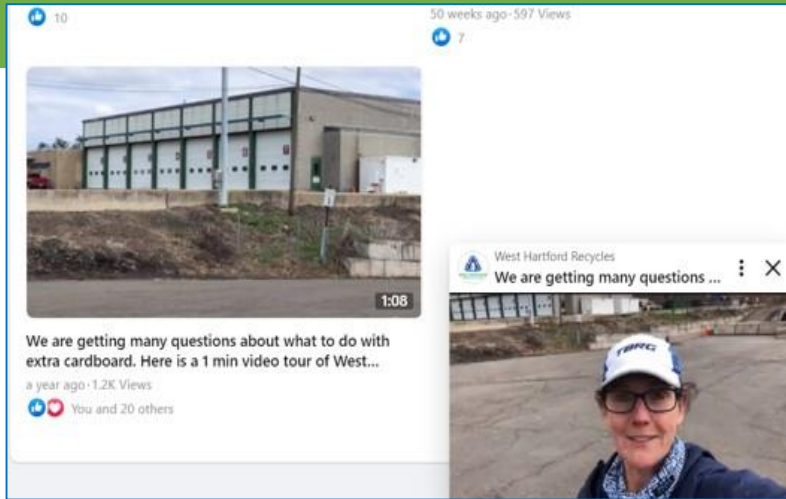 10
50 weeks ago·597 Views
7
1:08
We are getting many questions about what to do with
extra cardboard. Here is a 1 min video tour of West...
a year ago·1.2K Views
You and 20 others
West Hartford Recycles
We are getting many questions ...
TBRG